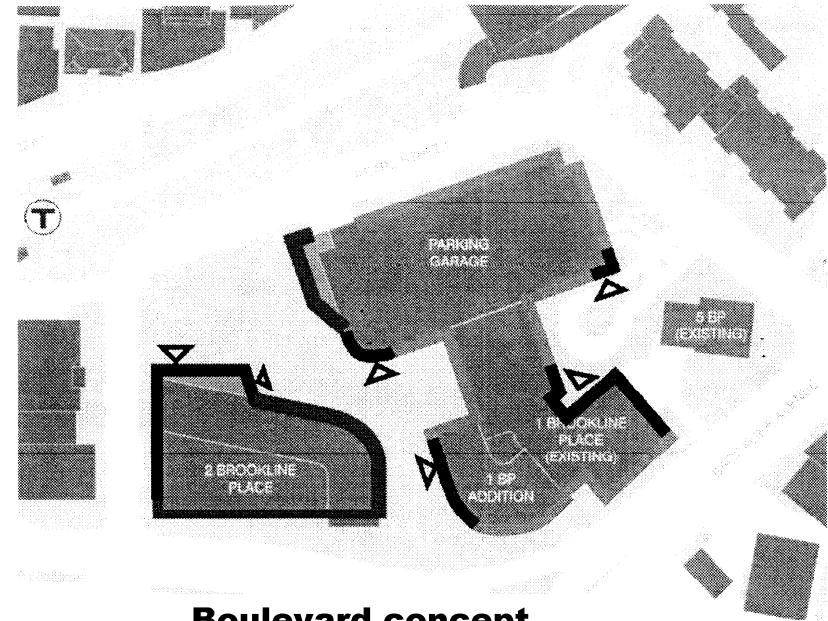 T
PARKING
GARAGE
5 BP
(EXISTING)
1 BROOKLINE
PLACE
(EXISTING)
2 BROOKLINE
PLACE
1 BP
ADDITION
Boulevard concept